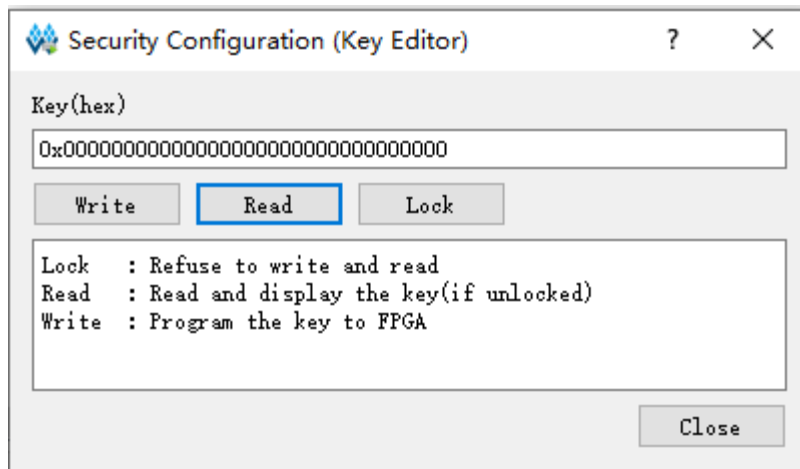 Security Configuration (Key Editor) ? ×
Key(hex)
0x00000000000000000000000000000000
Write Read Lock
Lock : Refuse to write and read
Read : Read and display the key(if unlocked)
Write : Program the key to FPGA
Close